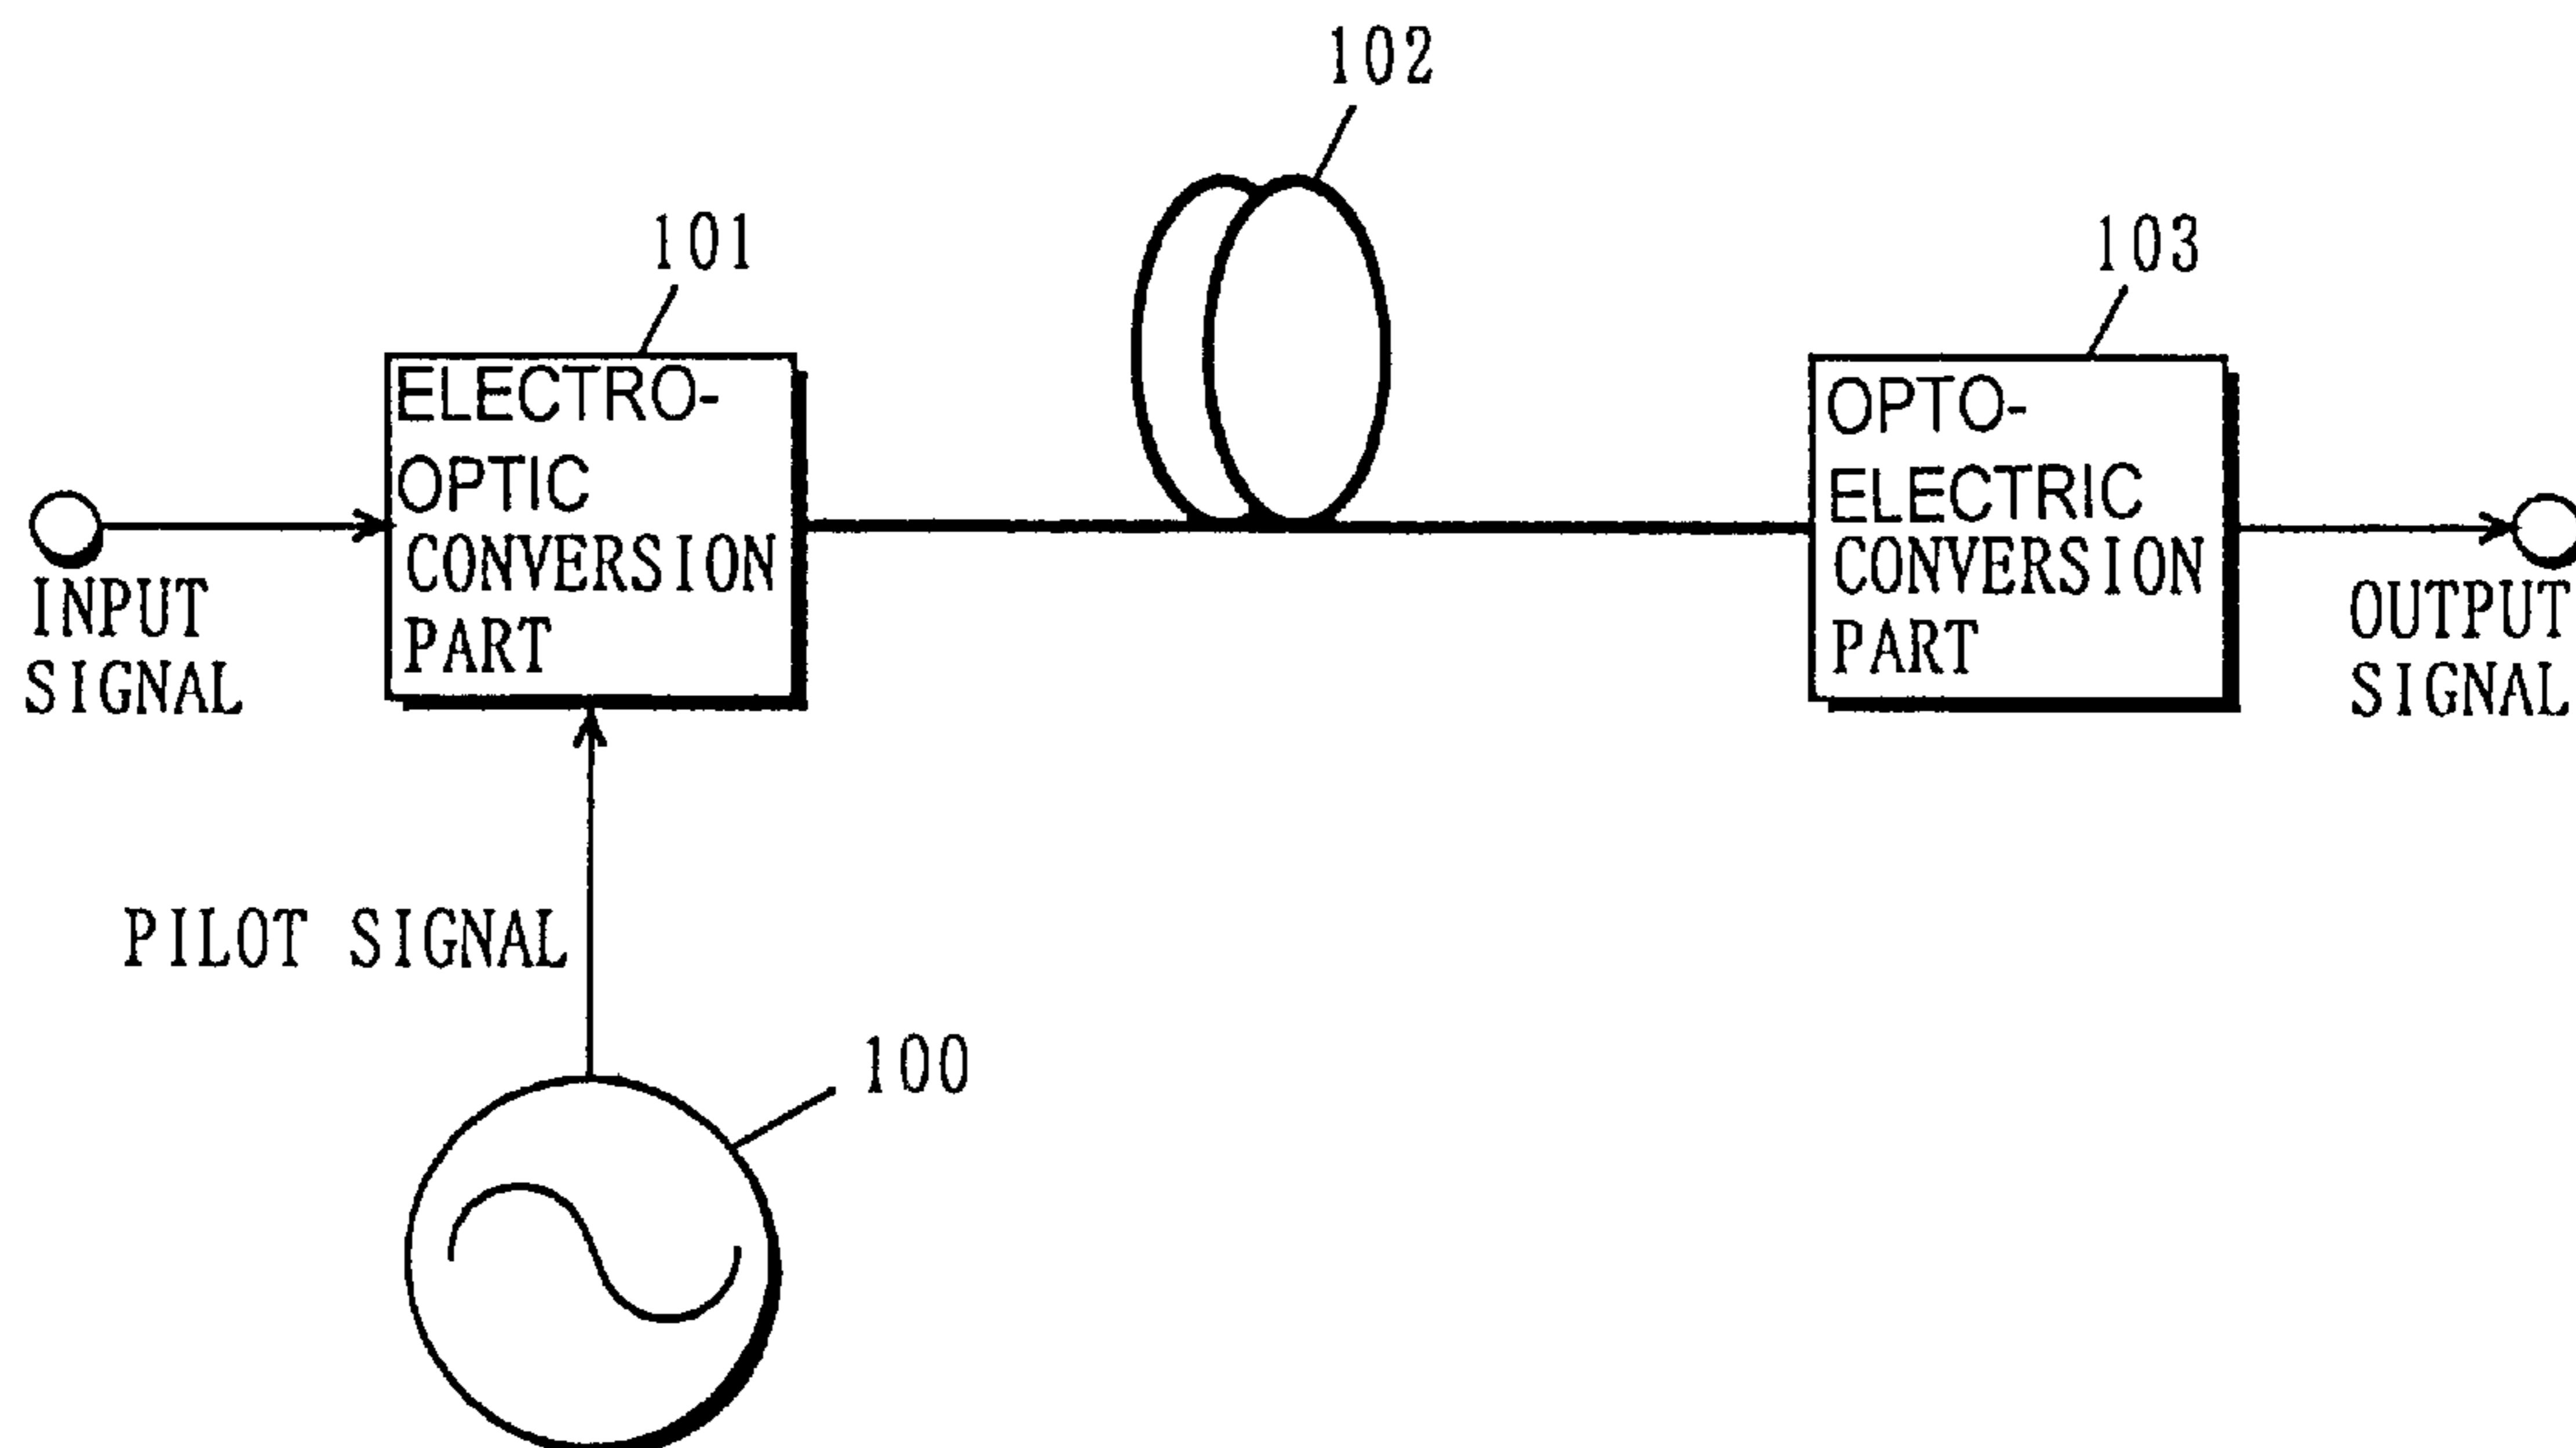 102
101
103
ELECTRO-
OPTIC
CONVERSION
PART
OPTO-
ELECTRIC
CONVERSION
PART
INPUT
SIGNAL
OUTPUT
SIGNAL
PILOT SIGNAL
100